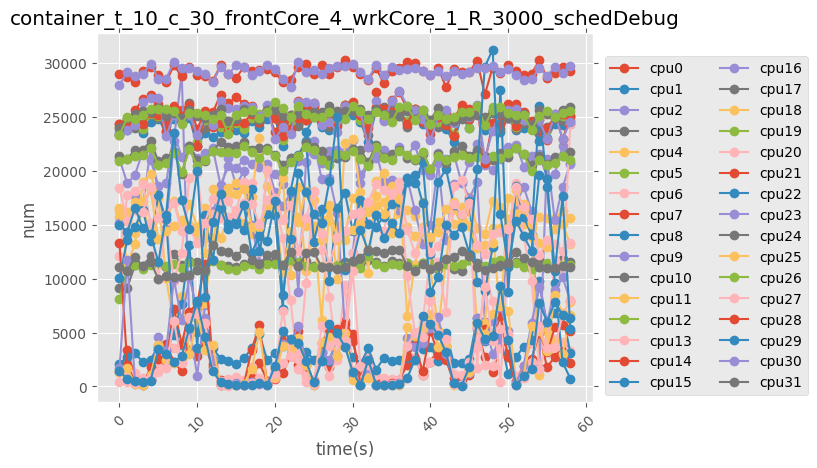 container_t_10_c_30_frontCore_4_wrkCore_1_R_3000_schedDebug
30000
25000
20000
15000
10000
5000
0
num
0
10
20
30
40
50
60
time(s)
cpu0
cpu1
cpu2
cpu3
cpu4
cpu5
cpu6
cpu7
cpu8
cpu9
cpu10
cpu11
cpu12
cpu13
cpu14
cpu15
cpu16
cpu17
cpu18
cpu19
cpu20
cpu21
cpu22
cpu23
cpu24
cpu25
cpu26
cpu27
cpu28
cpu29
cpu30
cpu31